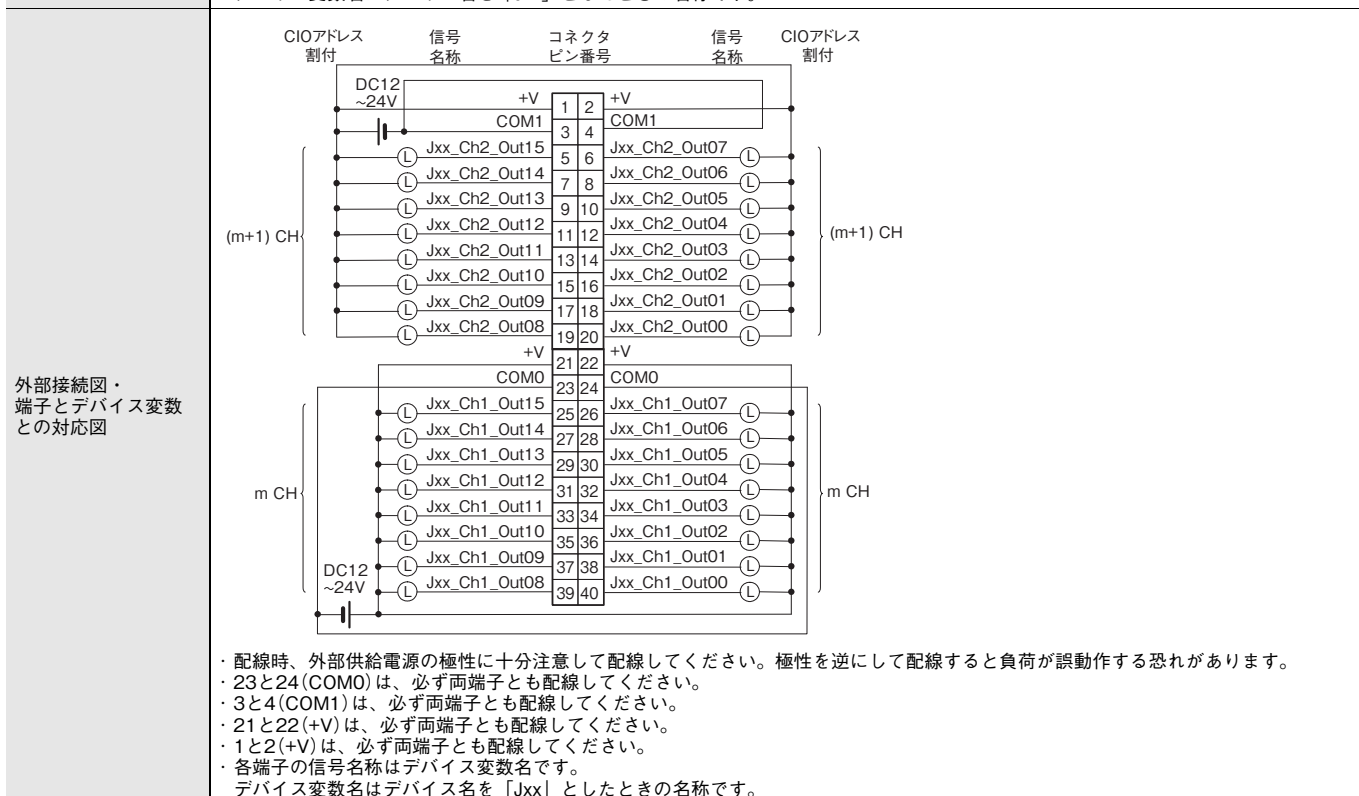 CIOアドレス 信号 コネクタ 信号 CIOアドレス
割付 名称 ピン番号 名称 割付
DC12
~24V
+V 1 2 +V
COM1 3 4 COM1
Jxx_Ch2_Out15 5 6 Jxx_Ch2_Out07
L L
Jxx_Ch2_Out14 7 8 Jxx_Ch2_Out06
L L
Jxx_Ch2_Out13 9 10 Jxx_Ch2_Out05
L L
Jxx_Ch2_Out12 11 12 Jxx_Ch2_Out04
(m+1) CH L L (m+1) CH
Jxx_Ch2_Out11 13 14 Jxx_Ch2_Out03
L L
Jxx_Ch2_Out10 15 16 Jxx_Ch2_Out02
L L
Jxx_Ch2_Out09 17 18 Jxx_Ch2_Out01
L L
Jxx_Ch2_Out08 19 20 Jxx_Ch2_Out00
L L
+V 21 22 +V
外部接続図・
端子とデバイス変数
との対応図
COM0 23 24 COM0
Jxx_Ch1_Out15 25 26 Jxx_Ch1_Out07
L L
Jxx_Ch1_Out14 27 28 Jxx_Ch1_Out06
L L
Jxx_Ch1_Out13 29 30 Jxx_Ch1_Out05
L L
Jxx_Ch1_Out12 31 32 Jxx_Ch1_Out04
m CH L L m CH
Jxx_Ch1_Out11 33 34 Jxx_Ch1_Out03
L L
Jxx_Ch1_Out10 35 36 Jxx_Ch1_Out02
L L
Jxx_Ch1_Out09 37 38 Jxx_Ch1_Out01
L L
Jxx_Ch1_Out08 39 40 Jxx_Ch1_Out00
L L
DC12
~24V
・配線時、外部供給電源の極性に十分注意して配線してください。極性を逆にして配線すると負荷が誤動作する恐れがあります。
・23と24(COM0)は、必ず両端子とも配線してください。
・3と4(COM1)は、必ず両端子とも配線してください。
・21と22(+V)は、必ず両端子とも配線してください。
・1と2(+V)は、必ず両端子とも配線してください。
・各端子の信号名称はデバイス変数名です。
デバイス変数名はデバイス名を「Jxx」としたときの名称です。